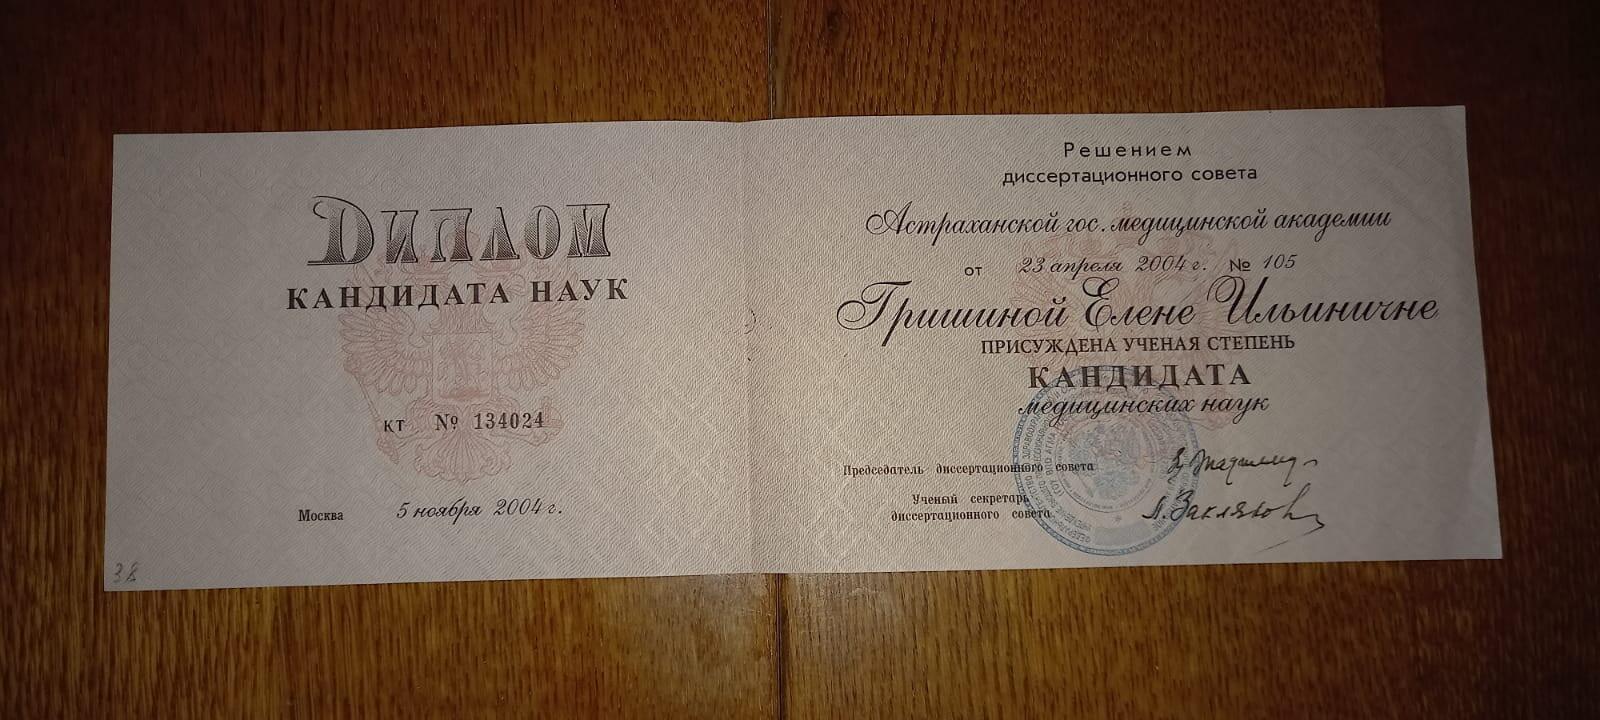 Диплом
КАНДИДАТА НАУК
КТ № 134024
Москва 5 ноября 2004 г.
38
Решением
диссертационного совета
Астраханской гос. медицинской академии
от 23 апреля 2004 г. № 105
Гришиной Елене Ильиничне
ПРИСУЖДЕНА УЧЕНАЯ СТЕПЕНЬ
КАНДИДАТА
медицинских наук
Председатель диссертационного совета
Ученый секретарь
диссертационного совета